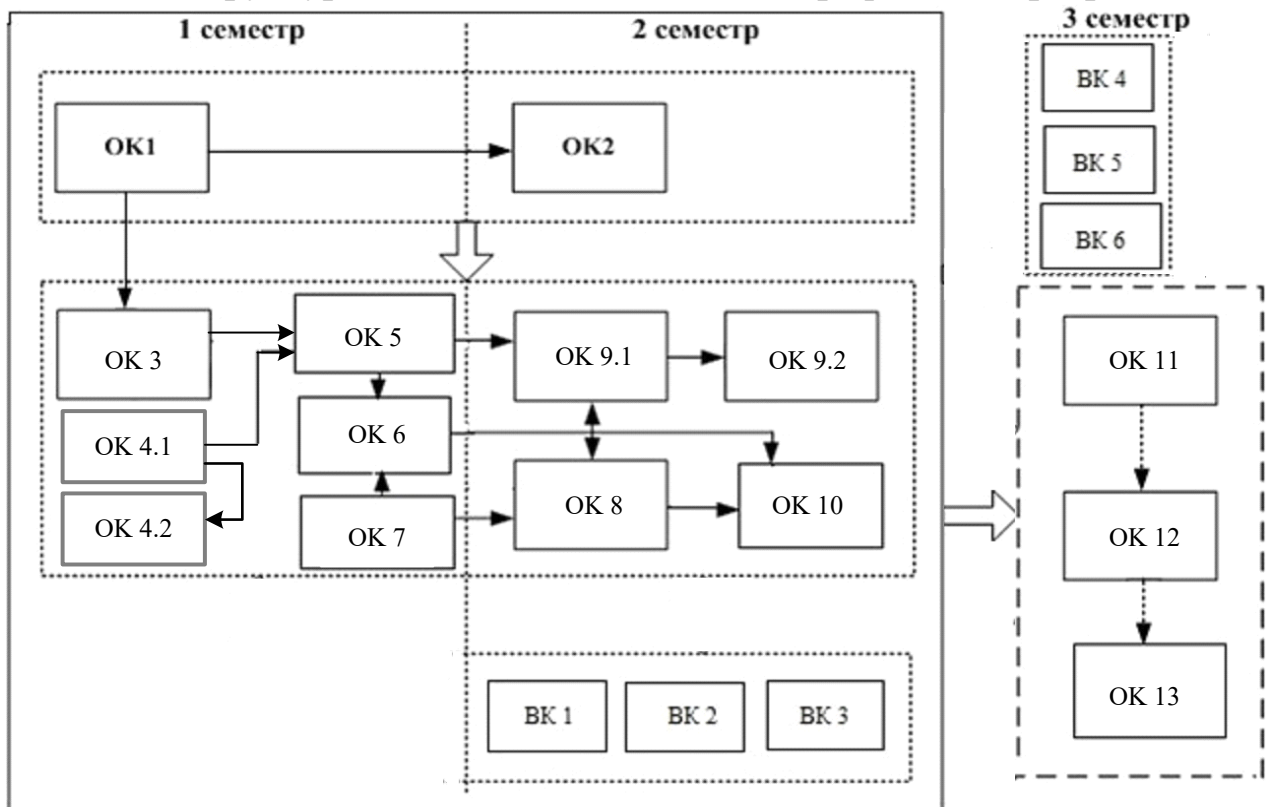 1 семестр
2 семестр
3 семестр
ОК1
ОК2
ВК 4
ВК 5
ВК 6
ОК 3
ОК 5
ОК 9.1
ОК 9.2
ОК 11
ОК 4.1
ОК 6
ОК 4.2
ОК 7
ОК 8
ОК 10
ОК 12
ОК 13
ВК 1
ВК 2
ВК 3